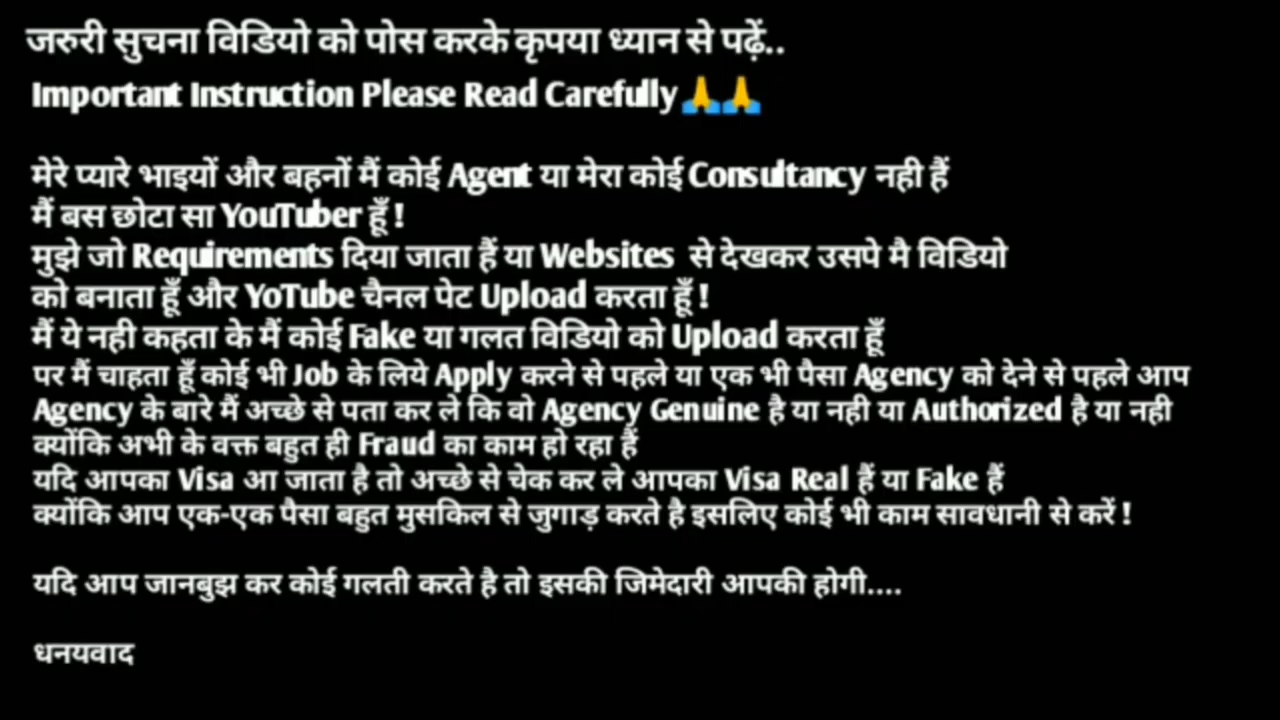 जरुरी सुचना विडियो को पोस करके कृपया ध्यान से पढ़ें..
Important Instruction Please Read Carefully🙏🙏
मेरे प्यारे भाइयों और बहनों मैं कोई Agent या मेरा कोई Consultancy नही हैं
मैं बस छोटा सा YouTuber हूँ !
मुझे जो Requirements दिया जाता हैं या Websites से देखकर उसपे मै विडियो
को बनाता हूँ और YoTube चैनल पेट Upload करता हूँ !
मैं ये नही कहता के मैं कोई Fake या गलत विडियो को Upload करता हूँ
पर मैं चाहता हूँ कोई भी Job के लिये Apply करने से पहले या एक भी पैसा Agency को देने से पहले आप
Agency के बारे मैं अच्छे से पता कर ले कि वो Agency Genuine है या नही या Authorized है या नही
क्योंकि अभी के वक्त बहुत ही Fraud का काम हो रहा हैं
यदि आपका Visa आ जाता है तो अच्छे से चेक कर ले आपका Visa Real हैं या Fake हैं
क्योंकि आप एक-एक पैसा बहुत मुसकिल से जुगाड़ करते है इसलिए कोई भी काम सावधानी से करें !
यदि आप जानबुझ कर कोई गलती करते है तो इसकी जिमेदारी आपकी होगी....
धनयवाद